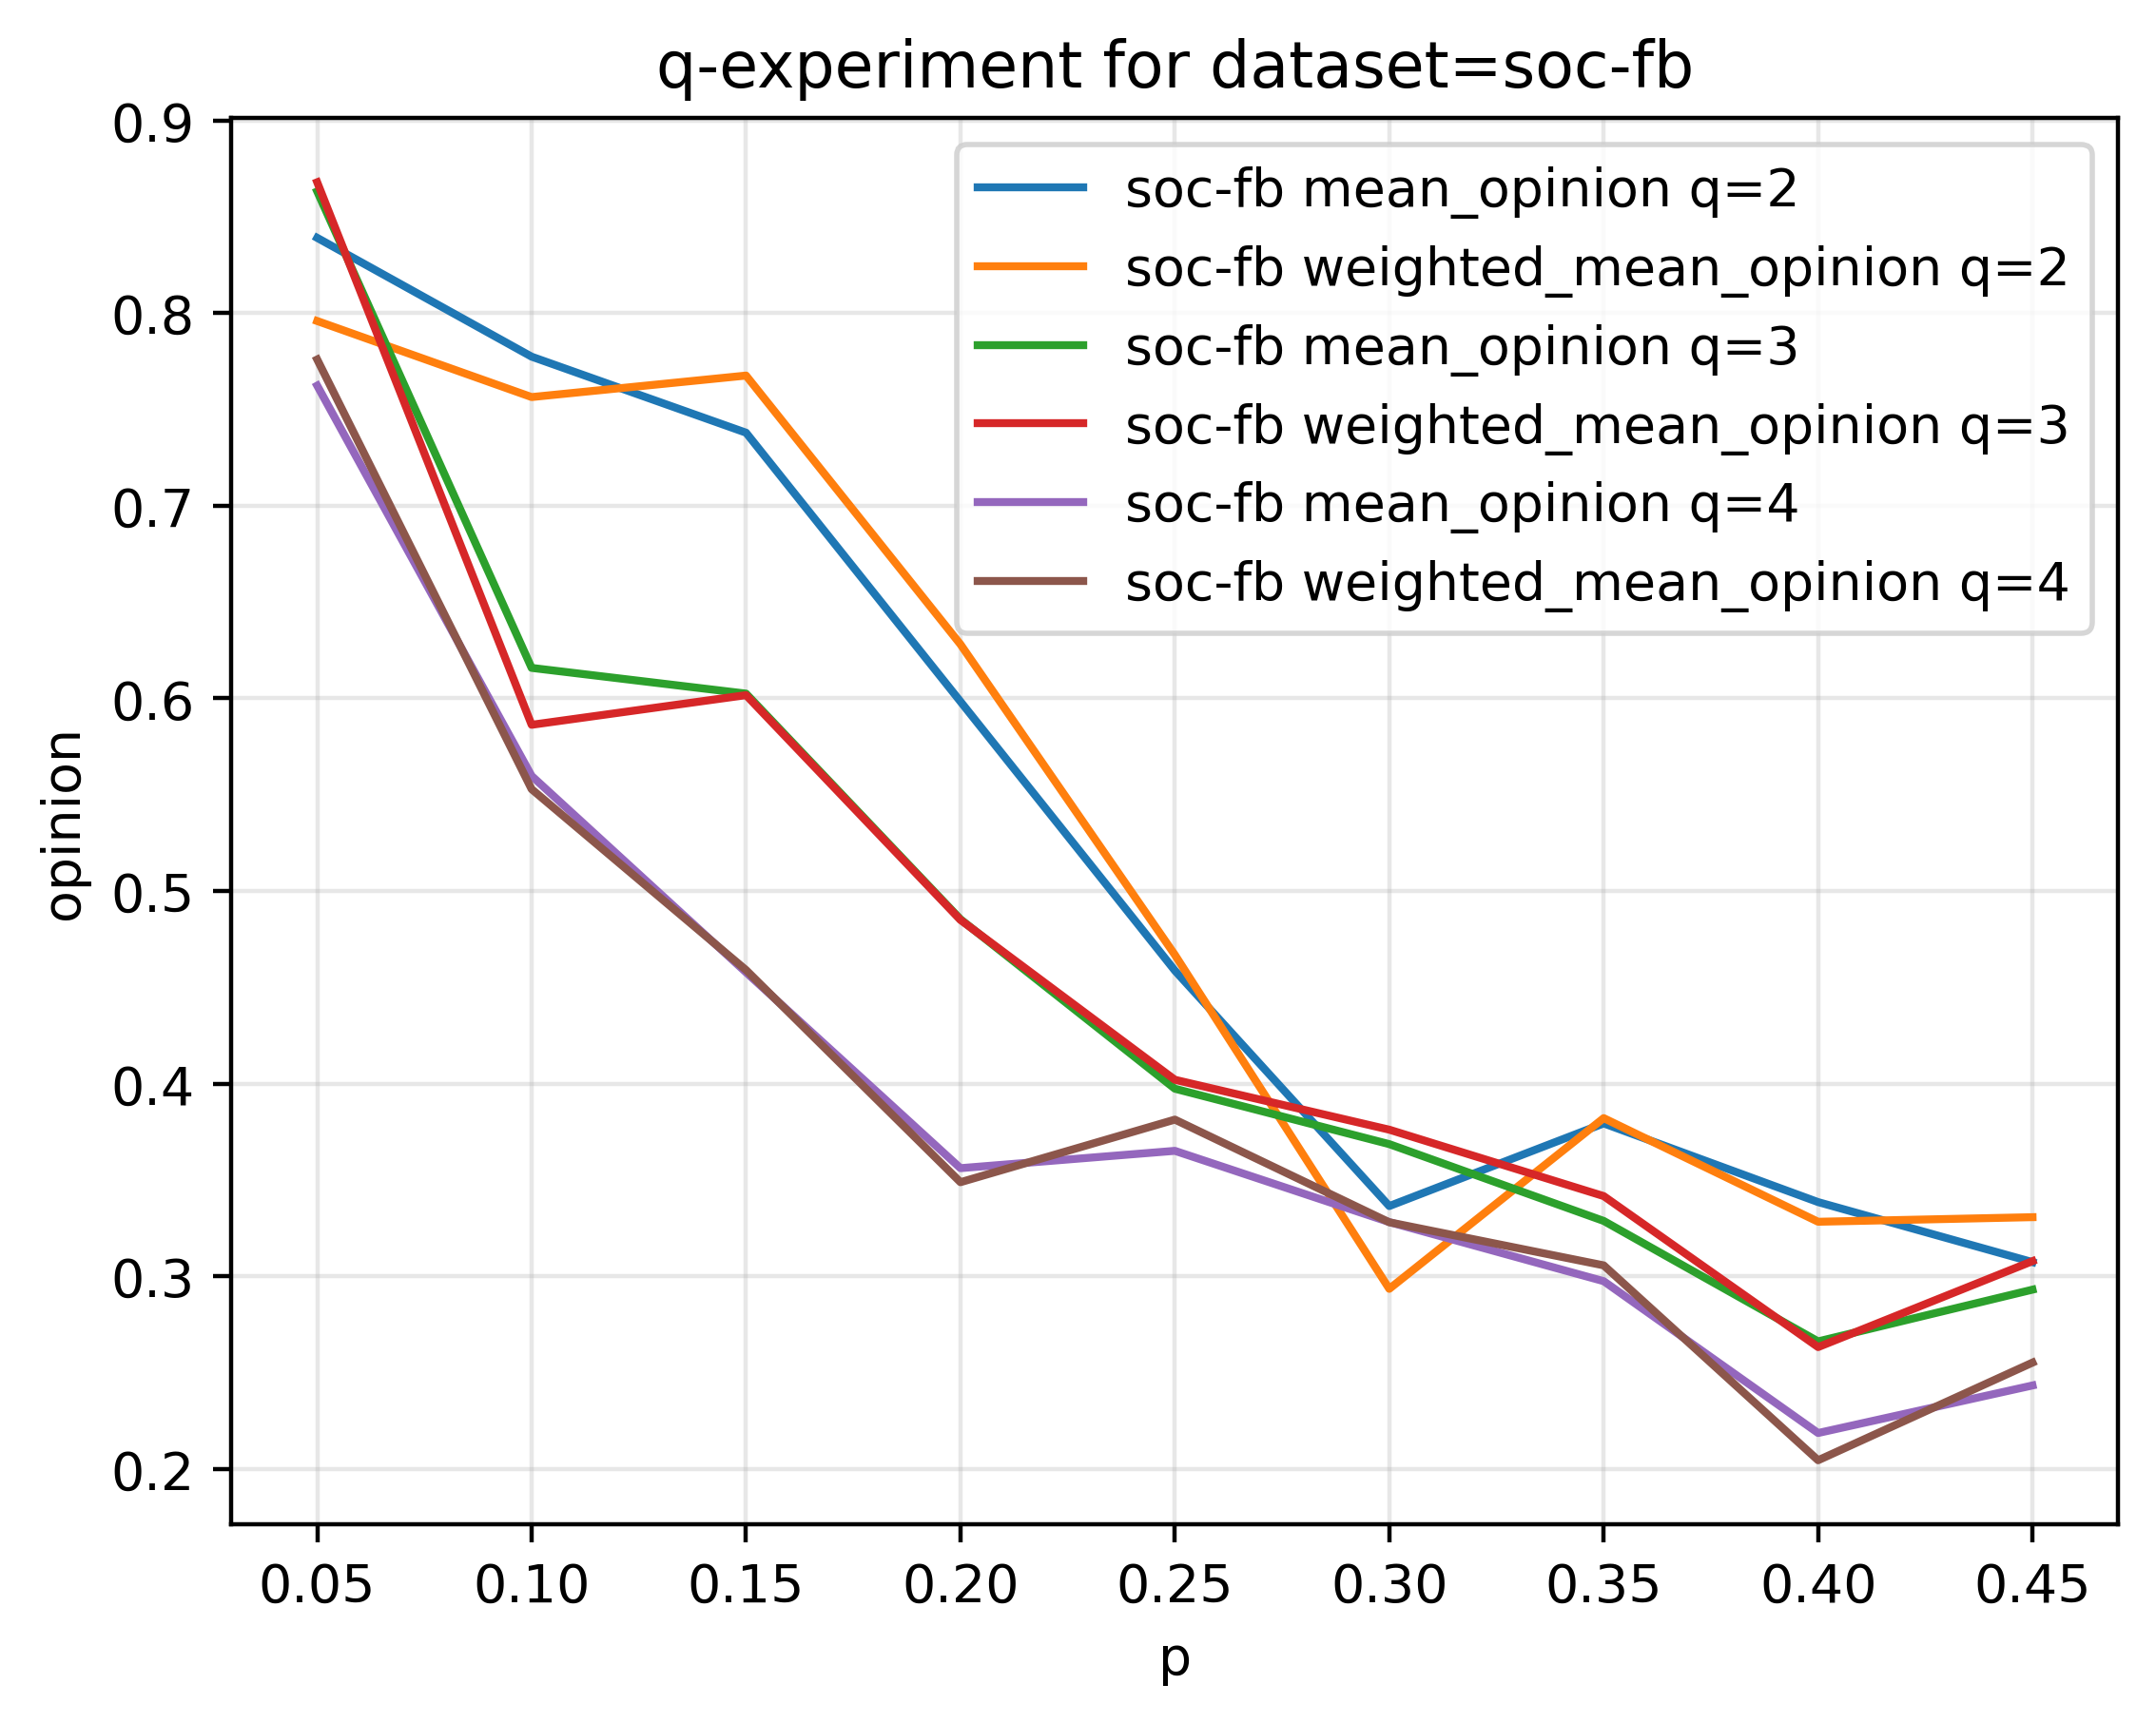 q-experiment for dataset=soc-fb
soc-fb mean_opinion q=2
soc-fb weighted_mean_opinion q=2
soc-fb mean_opinion q=3
soc-fb weighted_mean_opinion q=3
soc-fb mean_opinion q=4
soc-fb weighted_mean_opinion q=4
opinion
0.9
0.8
0.7
0.6
0.5
0.4
0.3
0.2
0.05 0.10 0.15 0.20 0.25 0.30 0.35 0.40 0.45
p